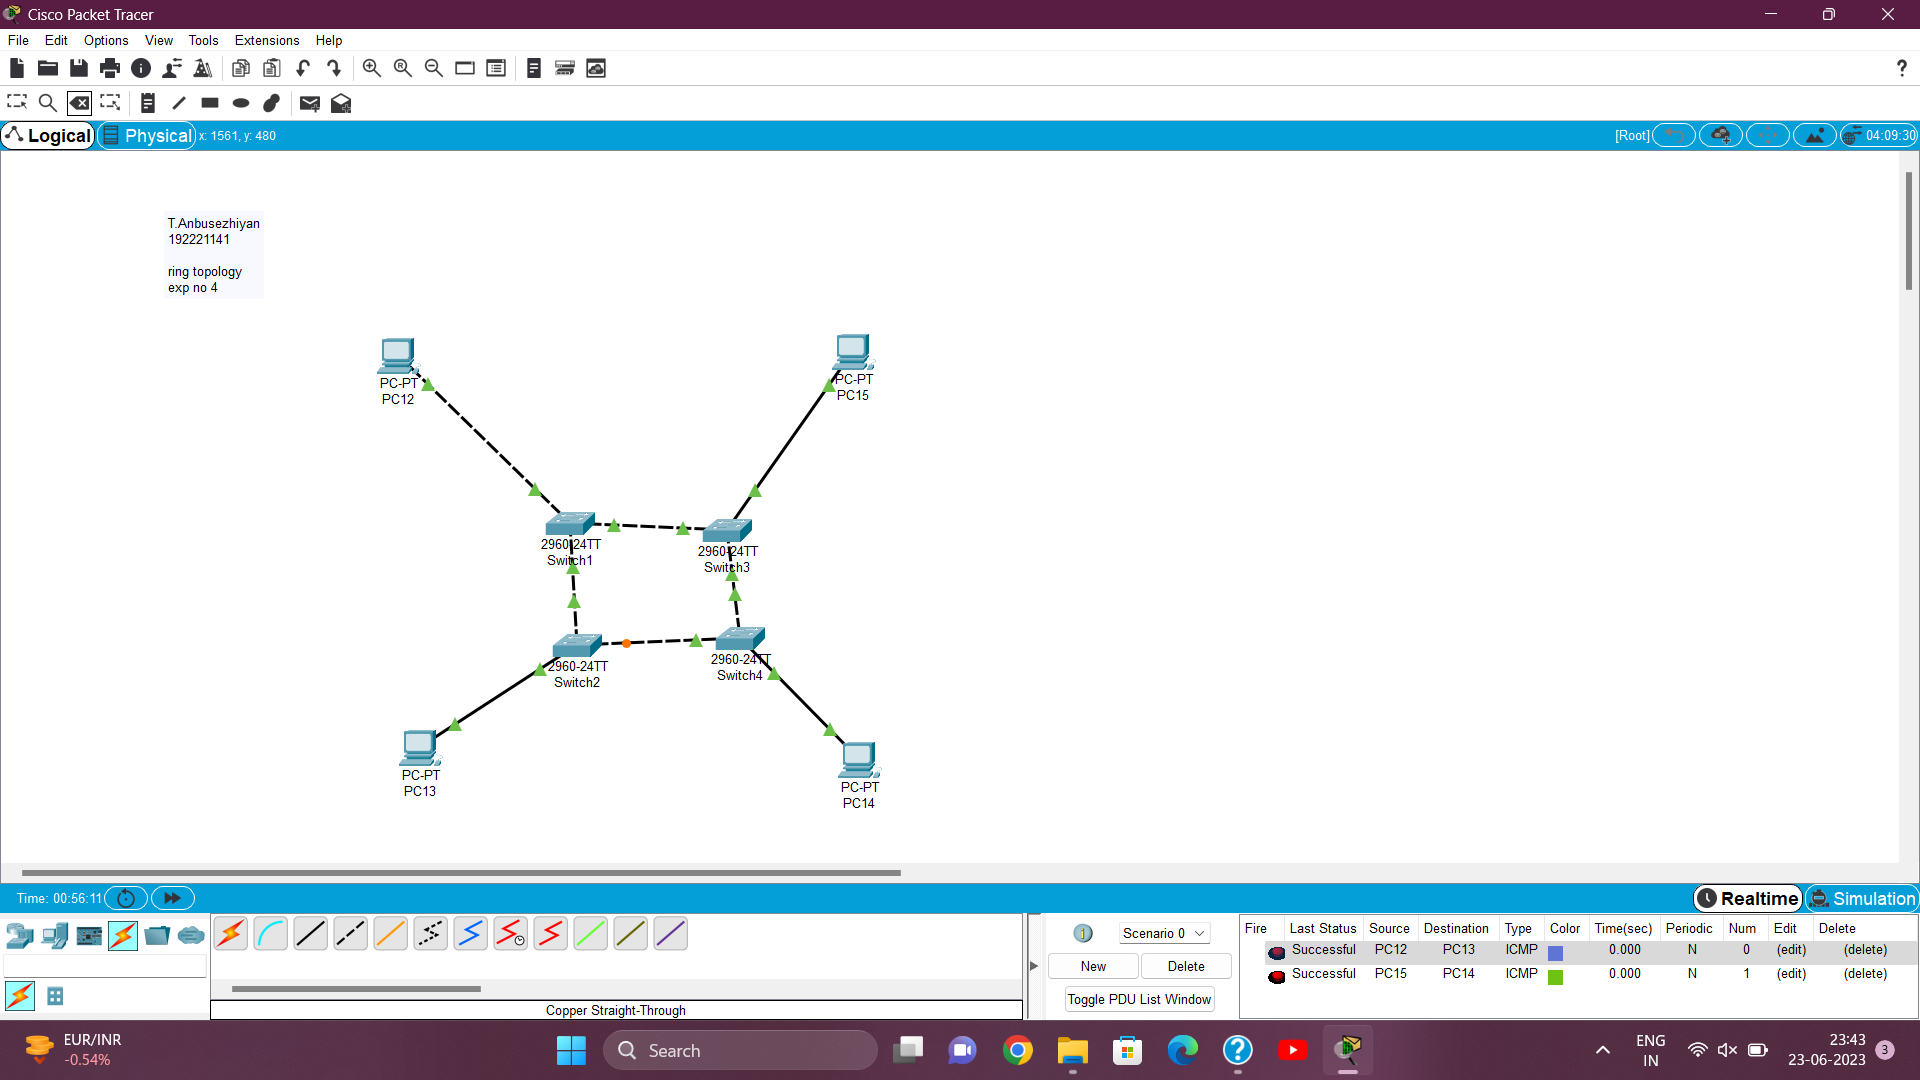 Cisco Packet Tracer
File Edit Options View Tools Extensions Help
?
Logical Physical x: 1561, y: 480 [Root] 04:09:30
T.Anbusezhiyan
192221141
ring topology
exp no 4
PC-PT
PC12
PC-PT
PC15
2960-24TT
Switch1
2960-24TT
Switch3
2960-24TT
Switch2
2960-24TT
Switch4
PC-PT
PC13
PC-PT
PC14
Time: 00:56:11 Realtime Simulation
Scenario 0
New Delete
Toggle PDU List Window
Copper Straight-Through
Fire Last Status Source Destination Type Color Time(sec) Periodic Num Edit Delete
Successful PC12 PC13 ICMP 0.000 N 0 (edit) (delete)
Successful PC15 PC14 ICMP 0.000 N 1 (edit) (delete)
EUR/INR
-0.54%
Search
ENG
IN
23:43
23-06-2023
3